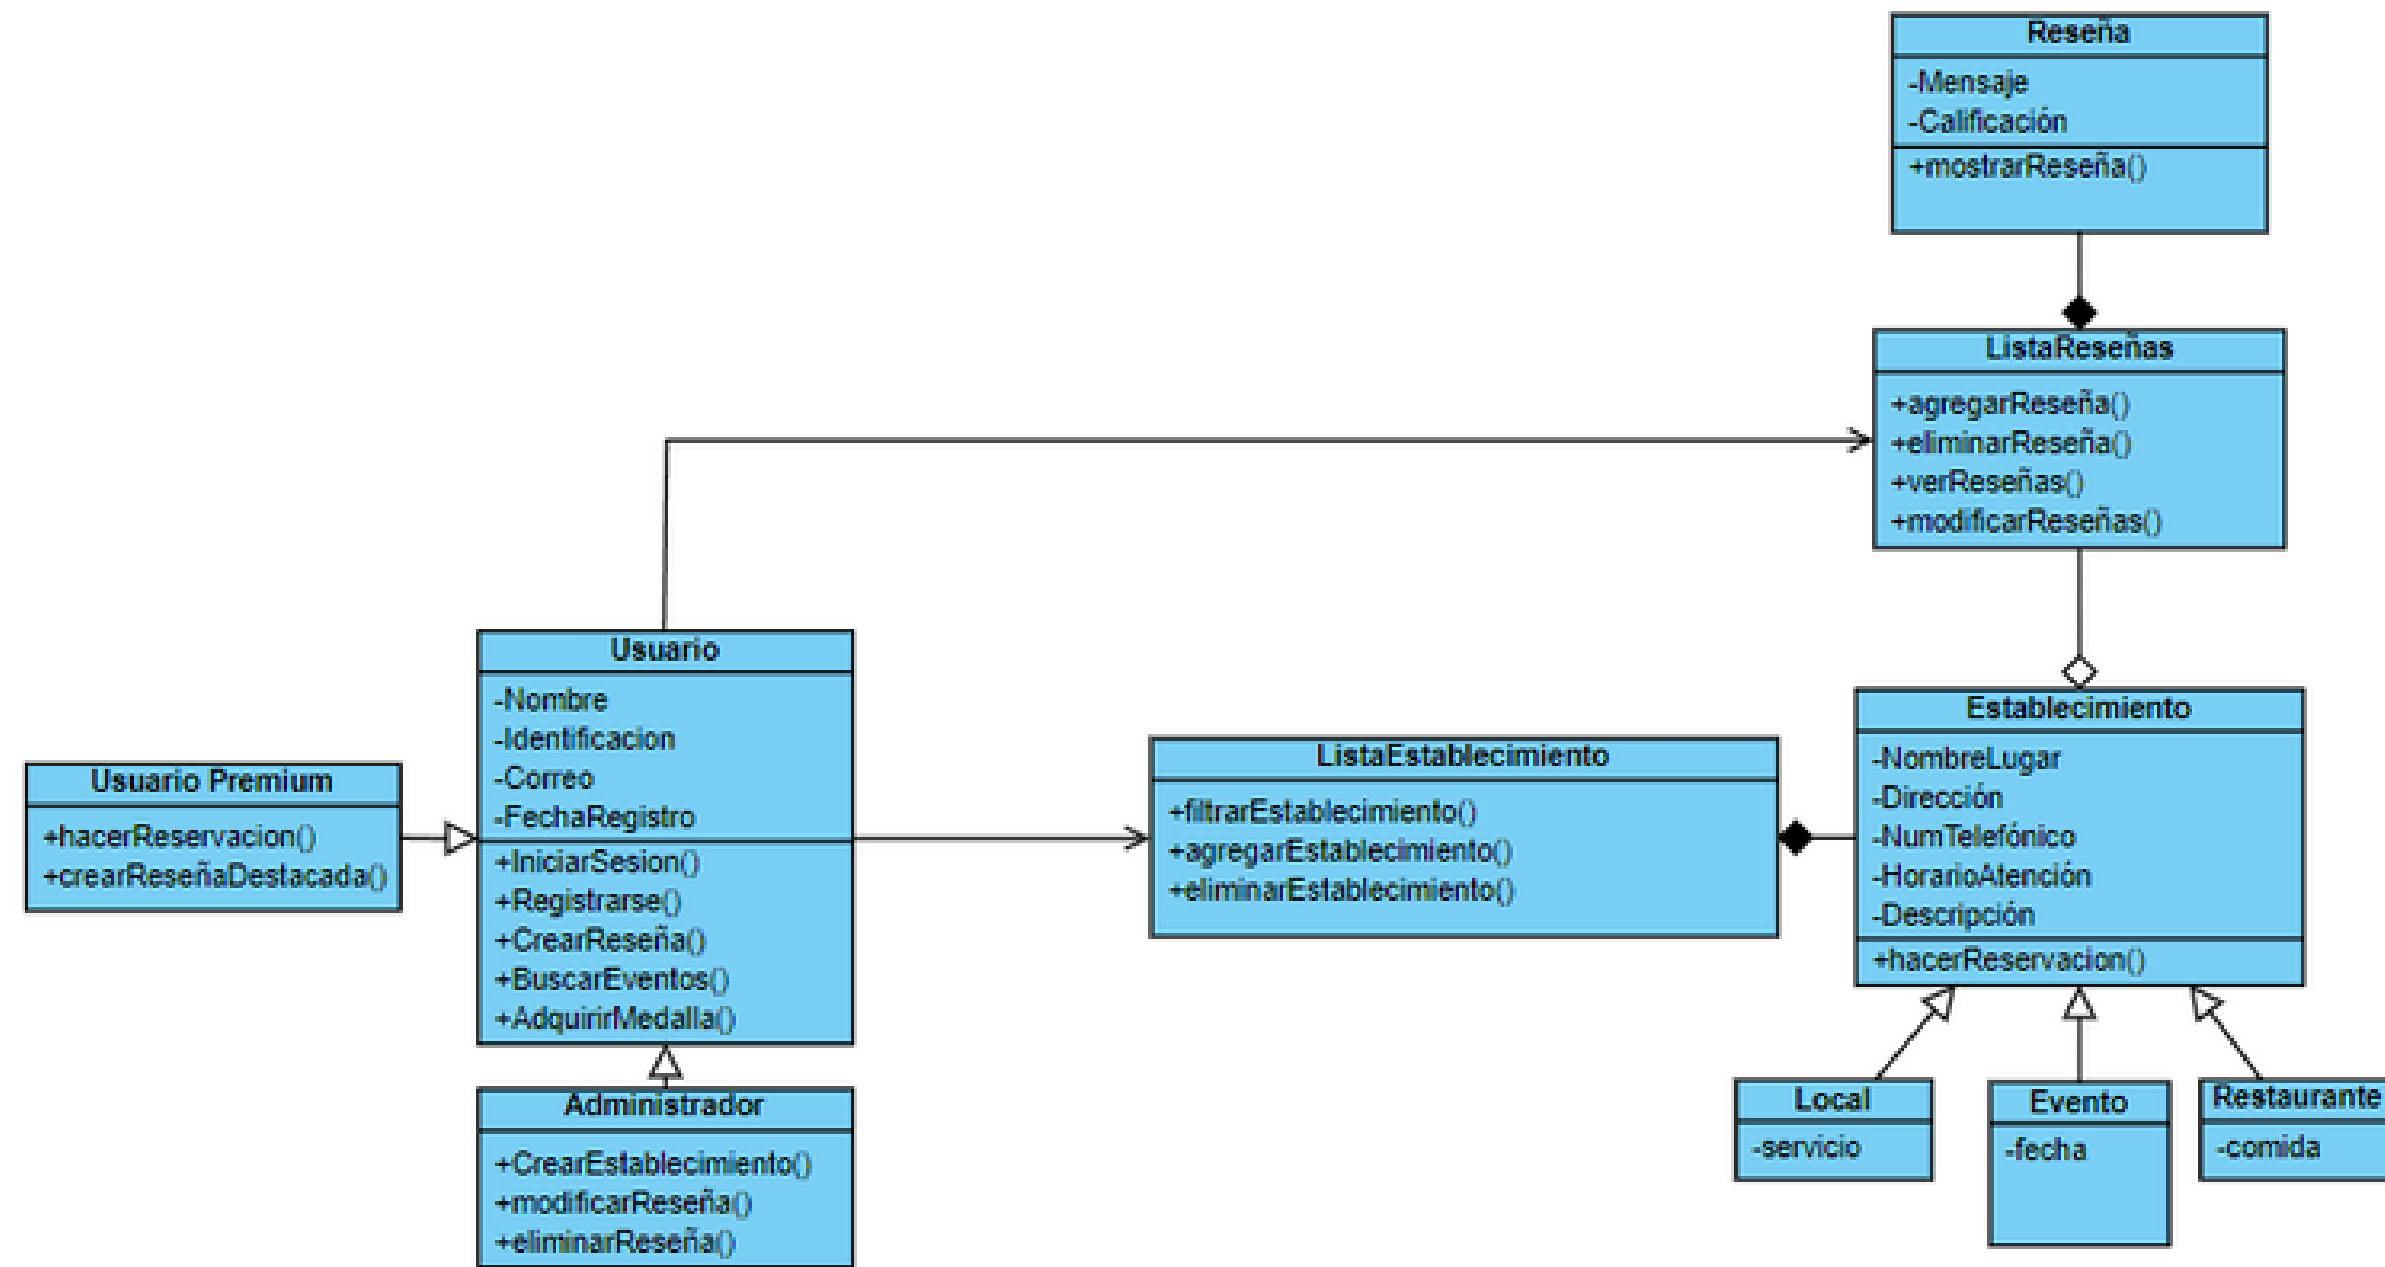 Reseña
-Mensaje
-Calificación
+mostrarReseña()
ListaReseñas
+agregarReseña()
+eliminarReseña()
+verReseñas()
+modificarReseñas()
Usuario
-Nombre
-Identificacion
-Correo
-FechaRegistro
+IniciarSesion()
+Registrarse()
+CrearReseña()
+BuscarEventos()
+AdquirirMedalla()
Usuario Premium
+hacerReservacion()
+crearReseñaDestacada()
ListaEstablecimiento
+filtrarEstablecimiento()
+agregarEstablecimiento()
+eliminarEstablecimiento()
Establecimiento
-NombreLugar
-Dirección
-NumTelefónico
-HorarioAtención
-Descripción
+hacerReservacion()
Administrador
+CrearEstablecimiento()
+modificarReseña()
+eliminarReseña()
Local
-servicio
Evento
-fecha
Restaurante
-comida